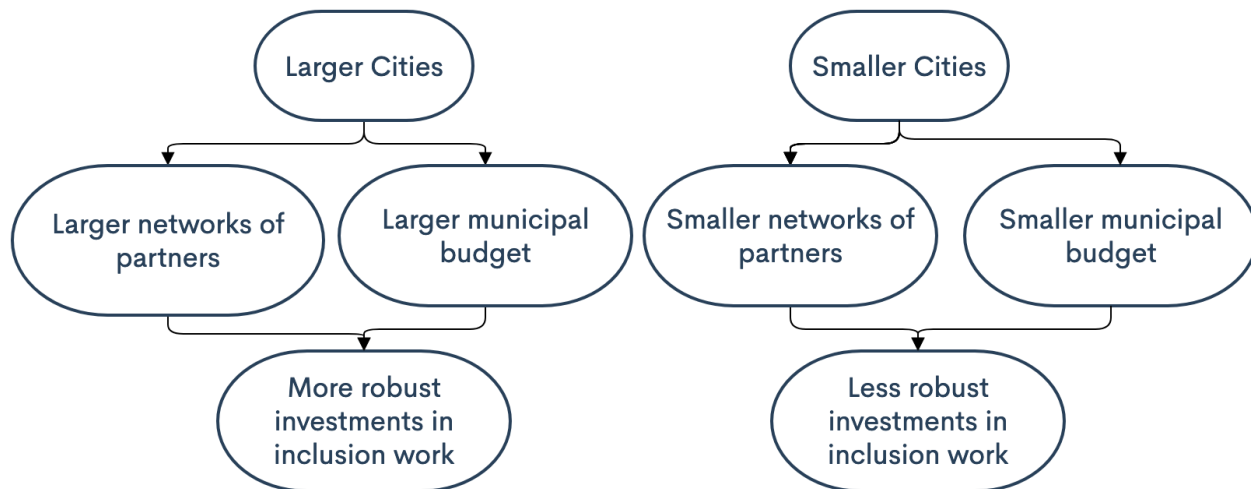 Larger Cities
Smaller Cities
Larger networks of
partners
Larger municipal
budget
Smaller networks of
partners
Smaller municipal
budget
More robust
investments in
inclusion work
Less robust
investments in
inclusion work